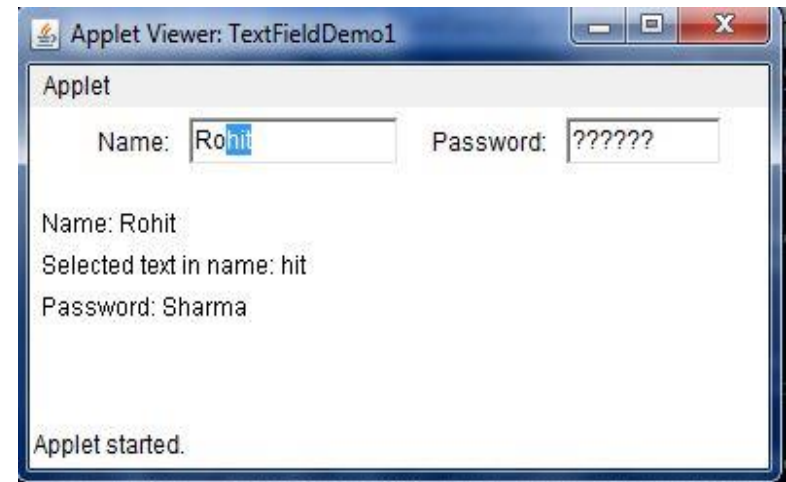 Applet Viewer: TextFieldDemo1
Applet
Name: Rohit Password: ??????
Name: Rohit
Selected text in name: hit
Password: Sharma
Applet started.